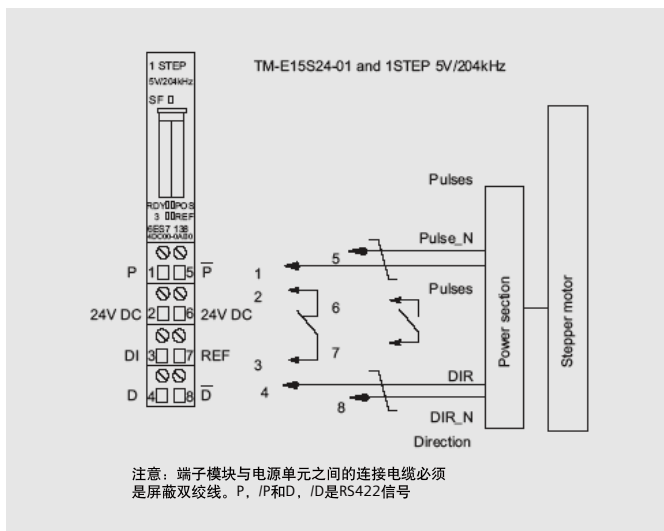 1 STEP
5V/204kHz
SF
RDY POS
3 REF
6ES7 138
4DC00-0AB0
TM-E15S24-01 and 1STEP 5V/204kHz
P 1 5 P̅
24V DC 2 6 24V DC
DI 3 7 REF
D 4 8 D̅
Pulses
Pulse_N
5
1
2
Pulses
6
7
3
DIR
4
8
DIR_N
Direction
Power section
Stepper motor
注意：端子模块与电源单元之间的连接电缆必须
是屏蔽双绞线。P，/P和D，/D是RS422信号